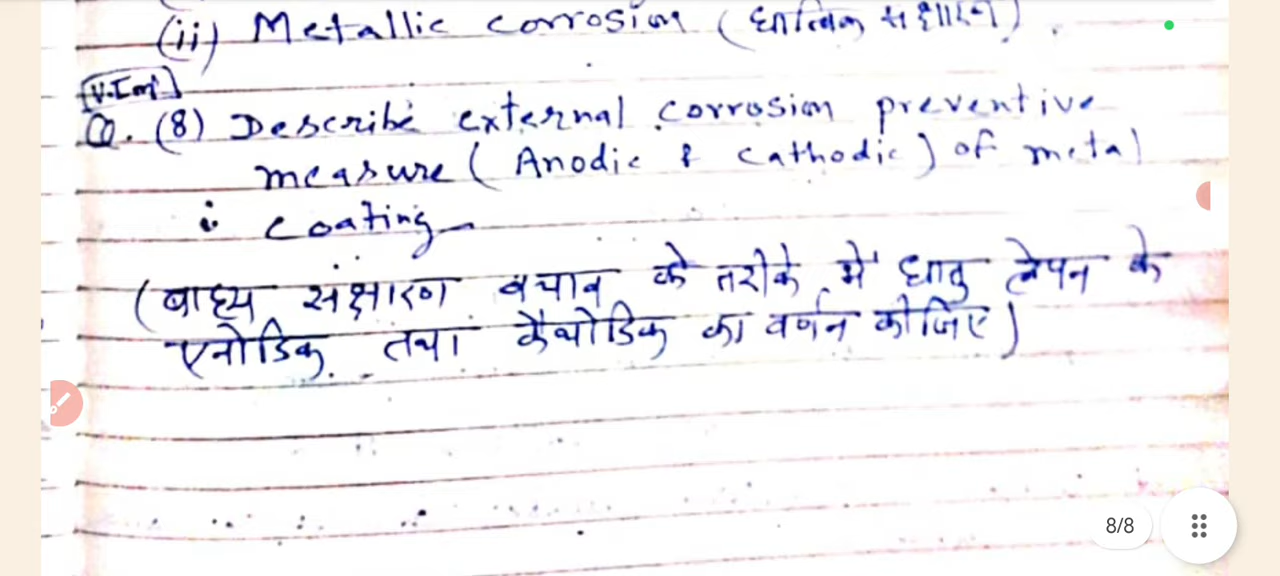 (ii) Metallic corrosion (धात्विक संक्षारण).
[V.Imp]
Q. (8) Describe external corrosion preventive
measure (Anodic & Cathodic) of metal
: coating
(बाह्य संक्षारण बचाव के तरीके में धातु लेपन के
एनोडिक तथा कैथोडिक का वर्णन कीजिए)
8/8